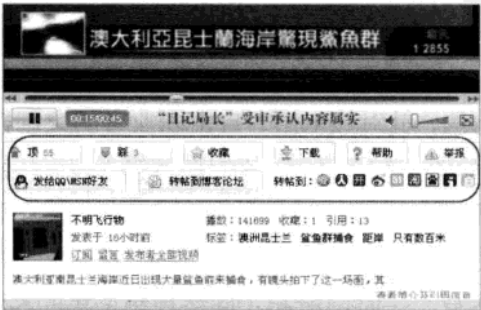 澳大利亞昆士蘭海岸驚現鯊魚群
1 2855
00:15/00:45 "日记局长"受审承认内容属实
顶 55 踩 3 收藏 下载 帮助 举报
发给QQ\MSN好友 转帖到博客论坛 转帖到：
不明飞行物 播放：141699 收藏：1 引用：13
发表于 16小时前 标签：澳洲昆士兰 鲨鱼群捕食 距岸 只有数百米
订阅 留言 发布者全部视频
澳大利亚南昆士兰海岸近日出现大量鲨鱼前来捕食，有镜头拍下了这一场面，其